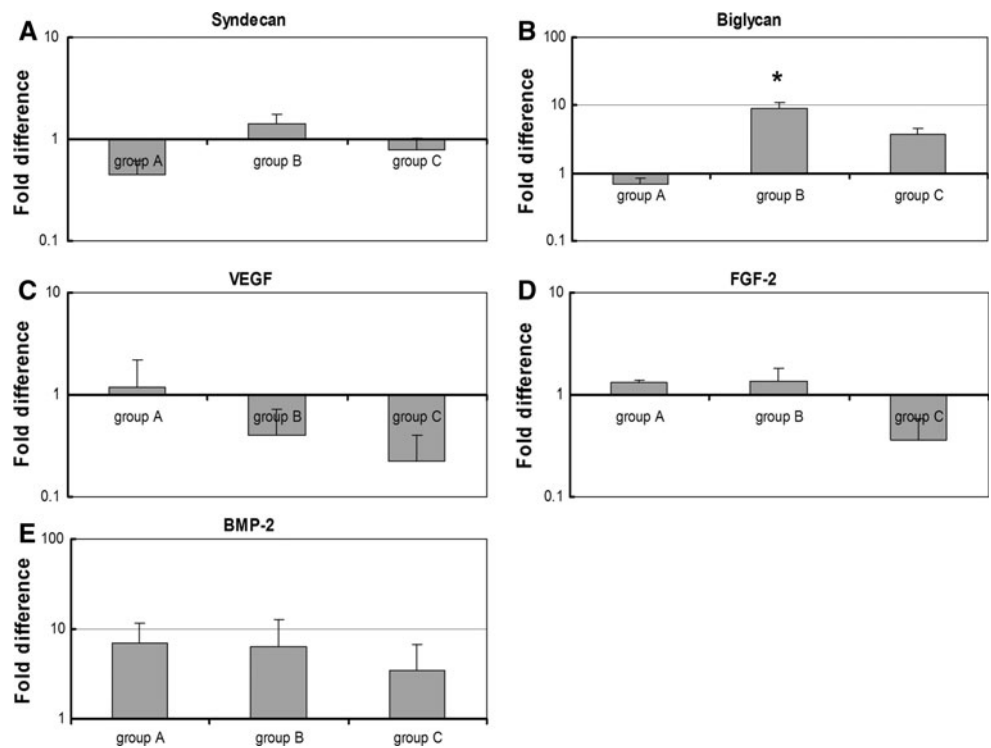 A
Syndecan
Fold difference
10
1
0.1
group A
group B
group C
B
Biglycan
Fold difference
100
10
1
0.1
*
group A
group B
group C
C
VEGF
Fold difference
10
1
0.1
group A
group B
group C
D
FGF-2
Fold difference
10
1
0.1
group A
group B
group C
E
BMP-2
Fold difference
100
10
1
group A
group B
group C